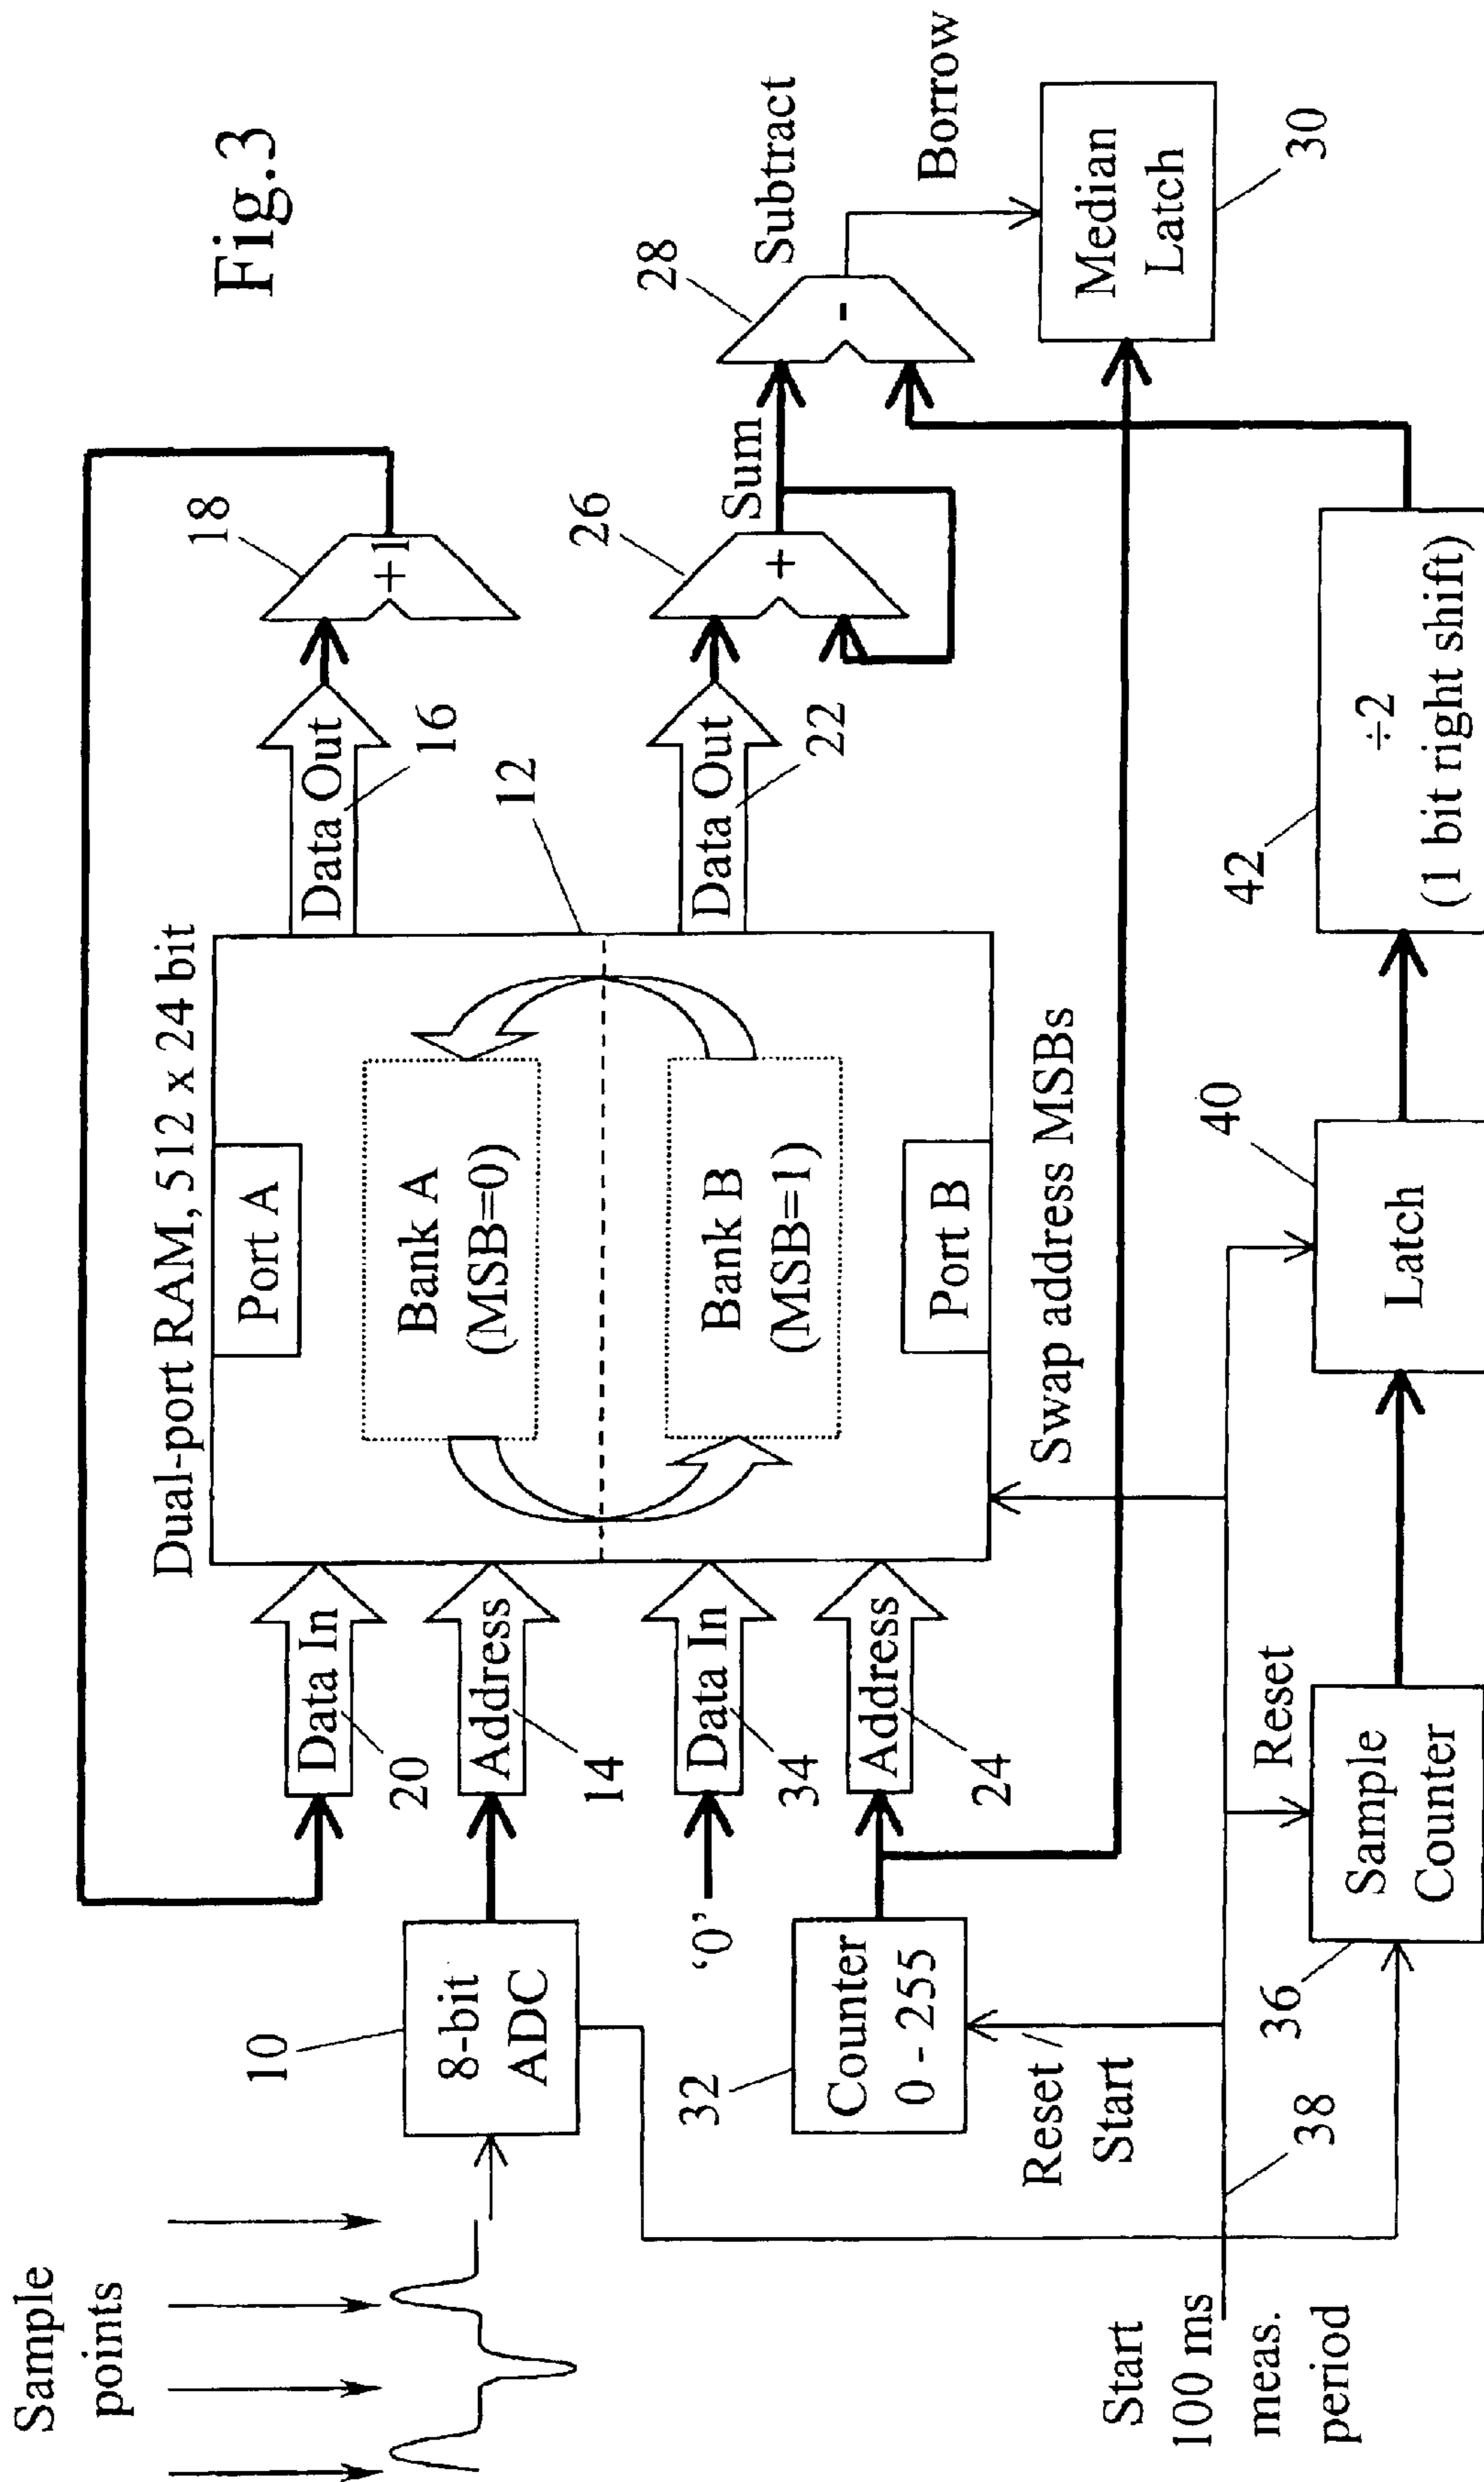 Fig.3
Dual-port RAM, 512 x 24 bit
Sample
points
10
8-bit
ADC
Data In
20
Address
14
Port A
Bank A
(MSB=0)
Data Out
16
18
+1
12
'0'
Data In
34
Address
24
Bank B
(MSB=1)
Port B
Data Out
22
26
+
Sum
28
-
Subtract
Borrow
Median
Latch
30
32
Counter
0 - 255
Reset /
Start
Swap address MSBs
Start
100 ms
meas.
period
38
Reset
36
Sample
Counter
40
Latch
42
÷2
(1 bit right shift)